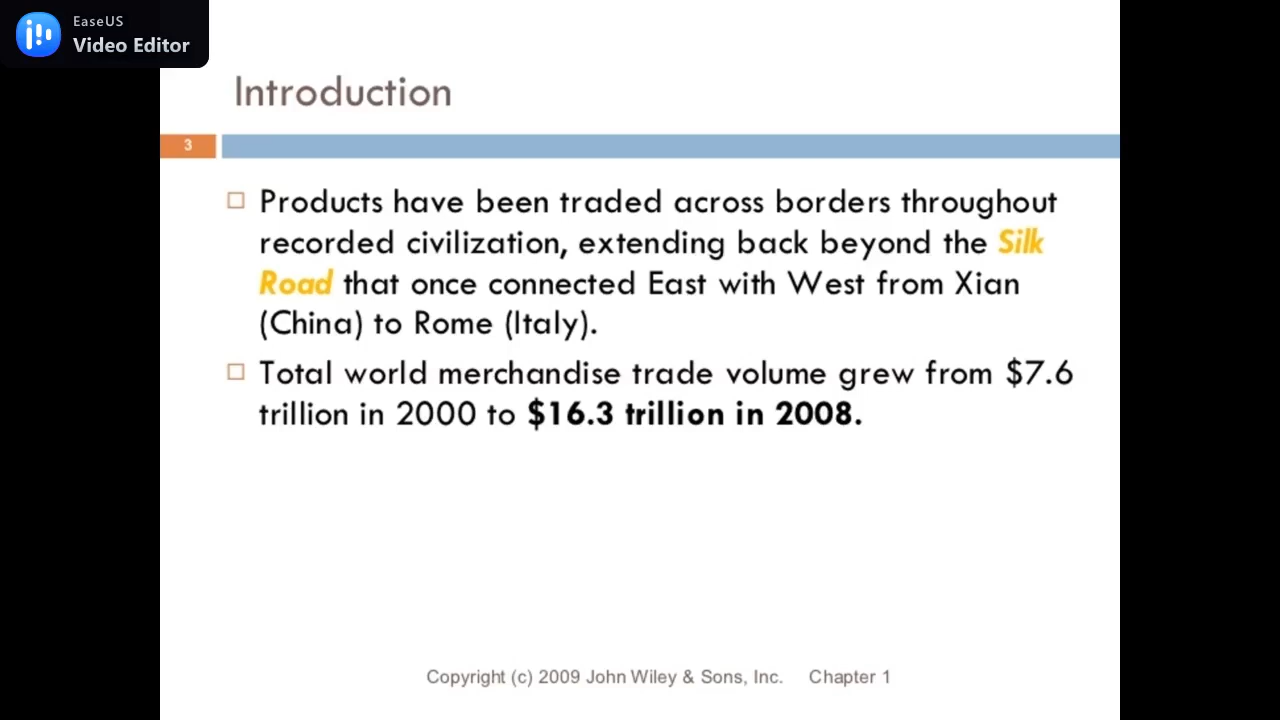 EaseUS
Video Editor
Introduction
3
Products have been traded across borders throughout
recorded civilization, extending back beyond the Silk
Road that once connected East with West from Xian
(China) to Rome (Italy).
Total world merchandise trade volume grew from $7.6
trillion in 2000 to $16.3 trillion in 2008.
Copyright (c) 2009 John Wiley & Sons, Inc. Chapter 1